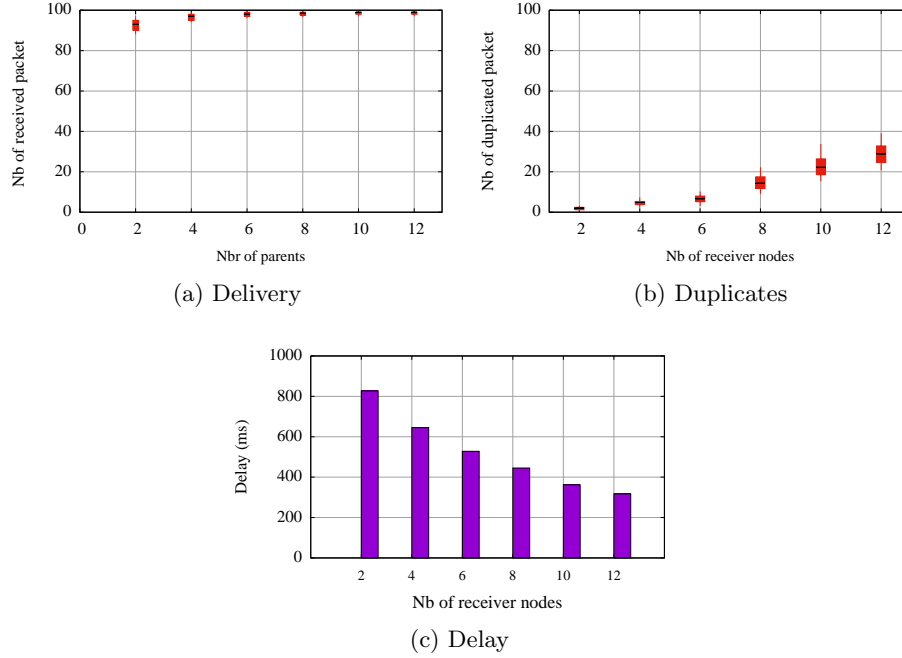 100
80
60
40
20
0
Nb of received packet
0 2 4 6 8 10 12
Nbr of parents
(a) Delivery
100
80
60
40
20
0
Nb of duplicated packet
2 4 6 8 10 12
Nb of receiver nodes
(b) Duplicates
1000
800
600
400
200
0
Delay (ms)
2 4 6 8 10 12
Nb of receiver nodes
(c) Delay